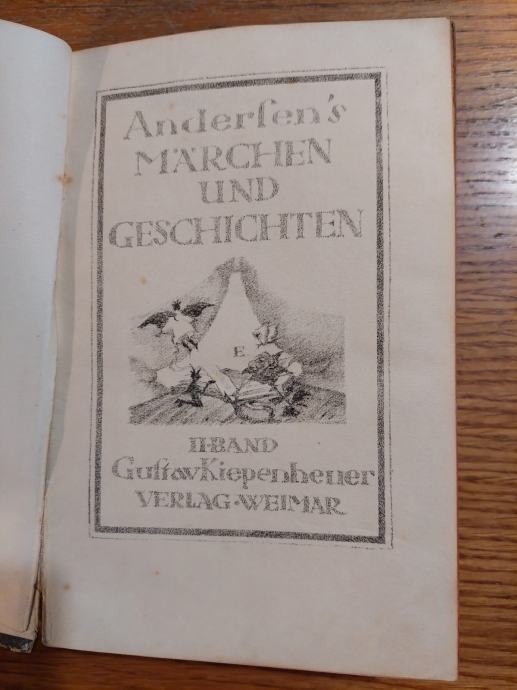 Anderſen's
MÄRCHEN
UND
GESCHICHTEN
E.
II·BAND
Guſtav Kiepenheuer
VERLAG·WEIMAR